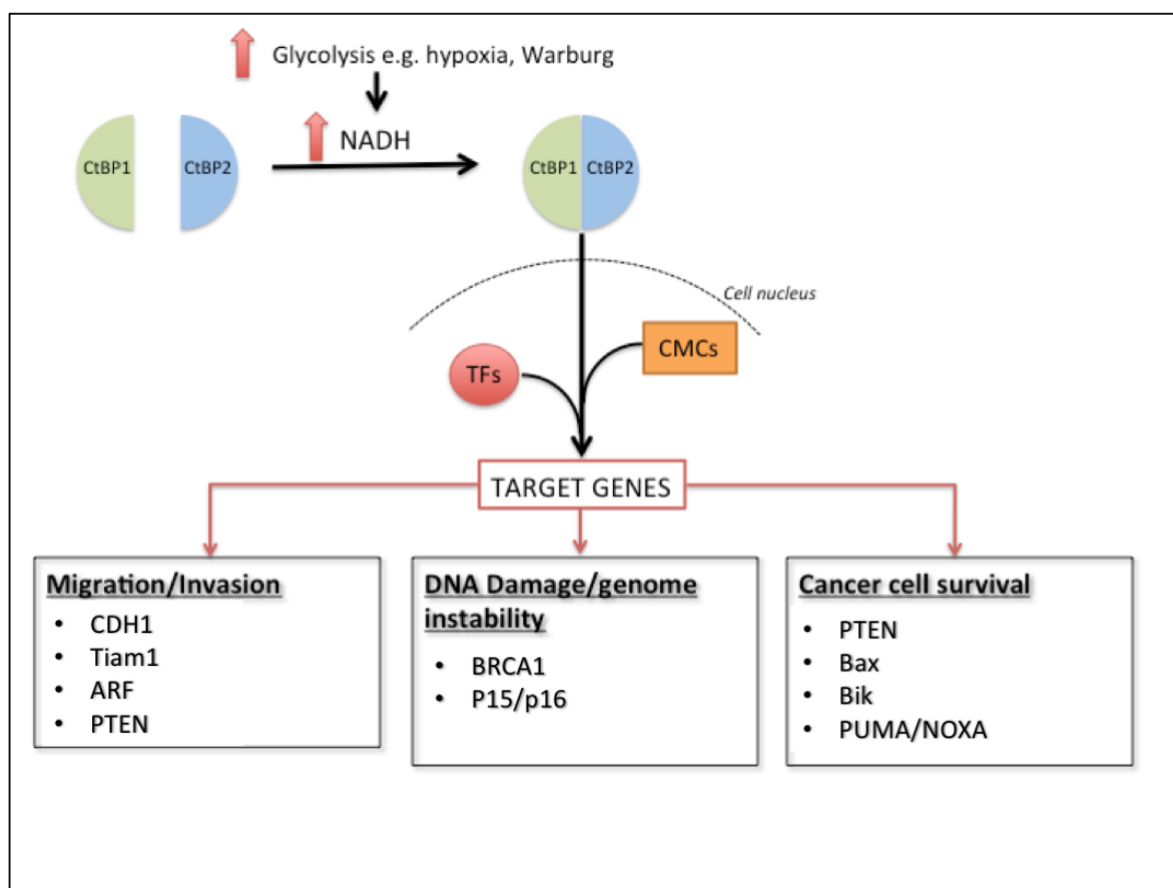 Glycolysis e.g. hypoxia, Warburg
NADH
CtBP1
CtBP2
CtBP1
CtBP2
Cell nucleus
CMCs
TFs
TARGET GENES
Migration/Invasion
• CDH1
• Tiam1
• ARF
• PTEN
DNA Damage/genome
instability
• BRCA1
• P15/p16
Cancer cell survival
• PTEN
• Bax
• Bik
• PUMA/NOXA